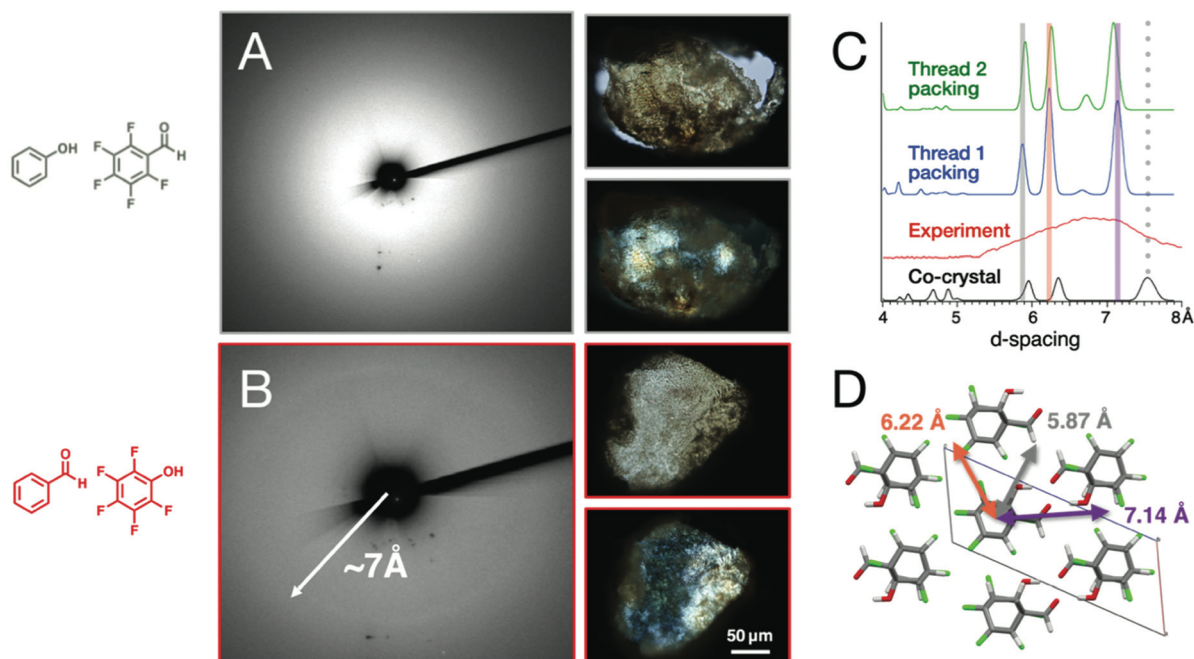 A
OH
F
F
O
H
F
F
F
B
~7Å
O
H
F
F
OH
F
F
F
50 µm
C
Thread 2
packing
Thread 1
packing
Experiment
Co-crystal
4 5 6 7 8Å
d-spacing
D
6.22 Å
5.87 Å
7.14 Å